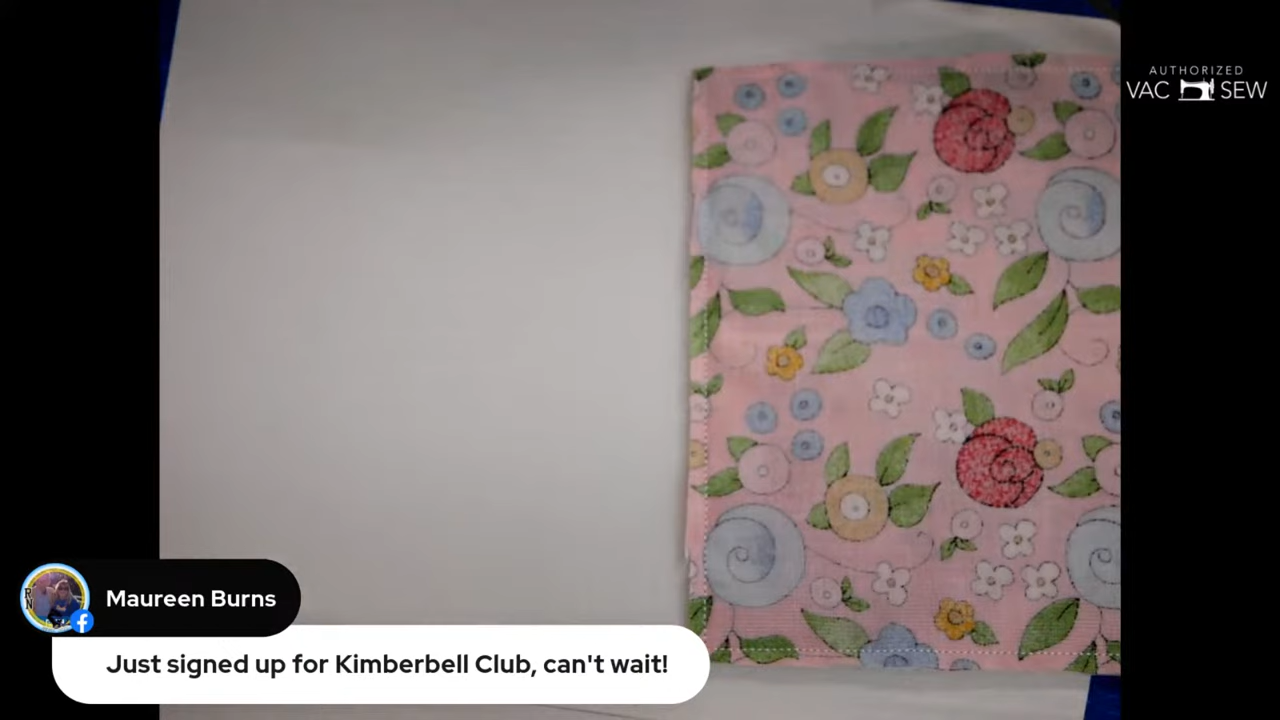 AUTHORIZED
VAC SEW
Maureen Burns
Just signed up for Kimberbell Club, can't wait!